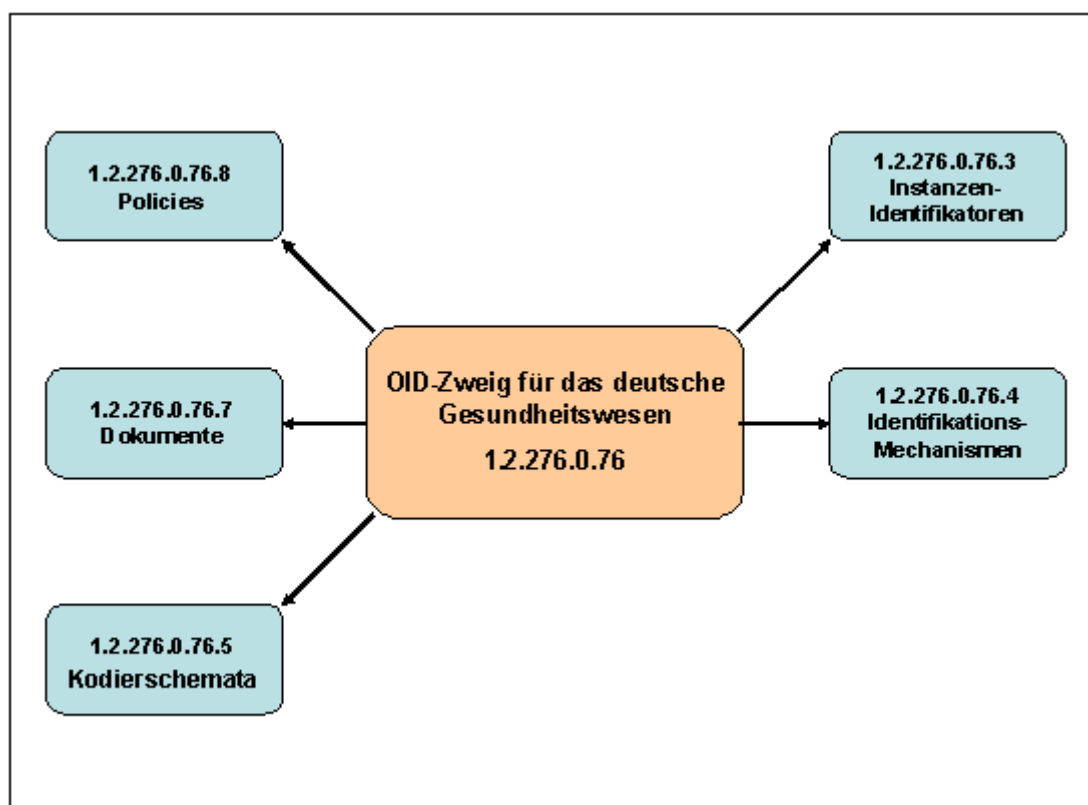 1.2.276.0.76.8
Policies
1.2.276.0.76.3
Instanzen-
Identifikatoren
OID-Zweig für das deutsche
Gesundheitswesen
1.2.276.0.76
1.2.276.0.76.7
Dokumente
1.2.276.0.76.4
Identifikations-
Mechanismen
1.2.276.0.76.5
Kodierschemata